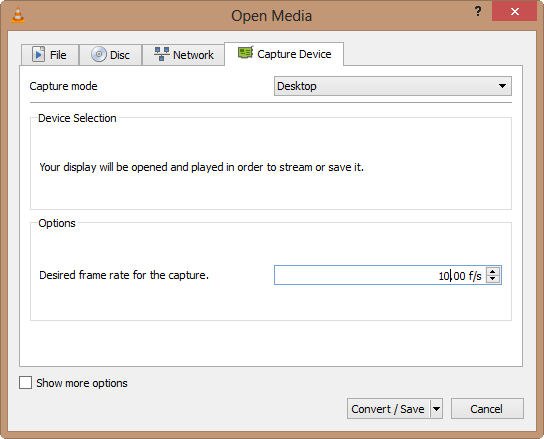 Open Media
?
File
Disc
Network
Capture Device
Capture mode
Desktop
Device Selection
Your display will be opened and played in order to stream or save it.
Options
Desired frame rate for the capture.
10.00 f/s
Show more options
Convert / Save
Cancel